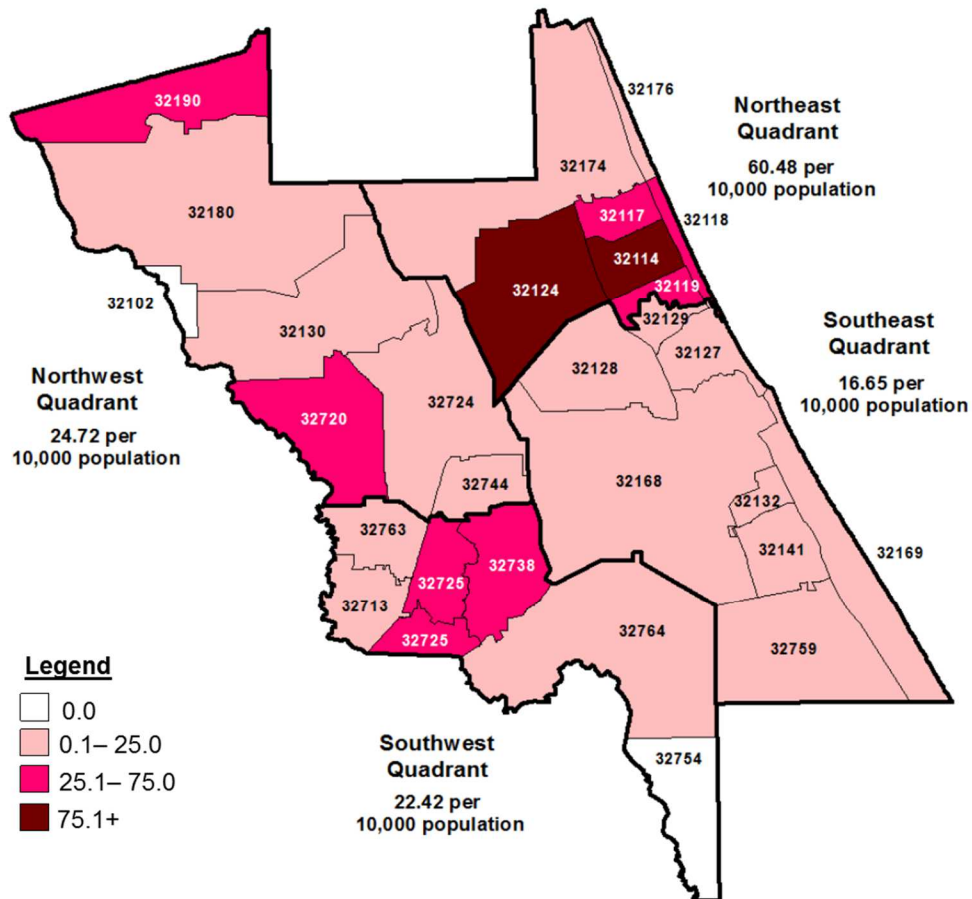 32190
32176
Northeast
Quadrant
60.48 per
10,000 population
32174
32180
32117
32118
32114
32102
32124
32119
32130
32129
Southeast
Quadrant
16.65 per
10,000 population
32128
32127
Northwest
Quadrant
24.72 per
10,000 population
32720
32724
32744
32168
32132
32763
32141
32169
32725
32738
32713
32725
32764
32759
Legend
0.0
0.1– 25.0
25.1– 75.0
75.1+
Southwest
Quadrant
22.42 per
10,000 population
32754